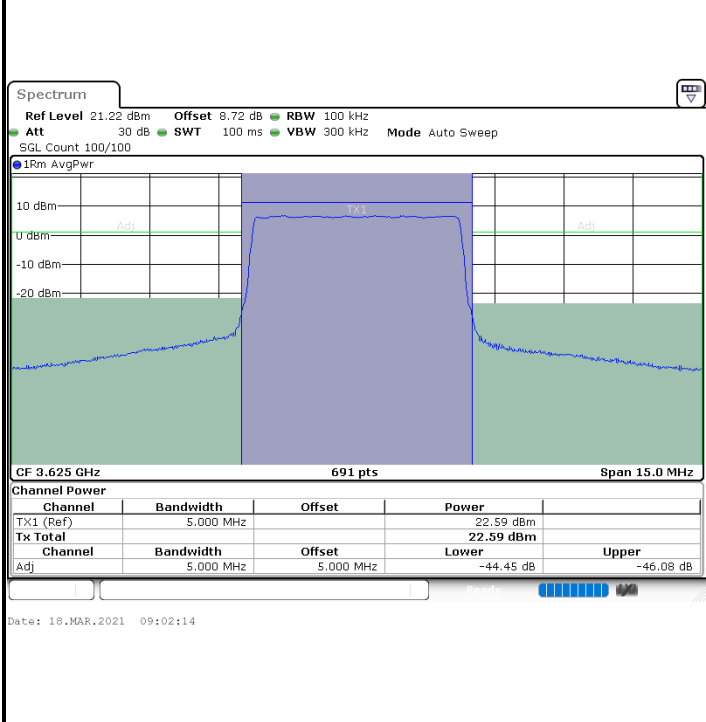 Spectrum
Ref Level 21.22 dBm Offset 8.72 dB RBW 100 kHz
Att 30 dB SWT 100 ms VBW 300 kHz Mode Auto Sweep
SGL Count 100/100
1Rm AvgPwr
10 dBm
TX1
Adj
Adj
0 dBm
-10 dBm
-20 dBm
CF 3.625 GHz 691 pts Span 15.0 MHz
Channel Power
Channel Bandwidth Offset Power
TX1 (Ref) 5.000 MHz 22.59 dBm
Tx Total 22.59 dBm
Channel Bandwidth Offset Lower Upper
Adj 5.000 MHz 5.000 MHz -44.45 dB -46.08 dB
Ready
Date: 18.MAR.2021 09:02:14